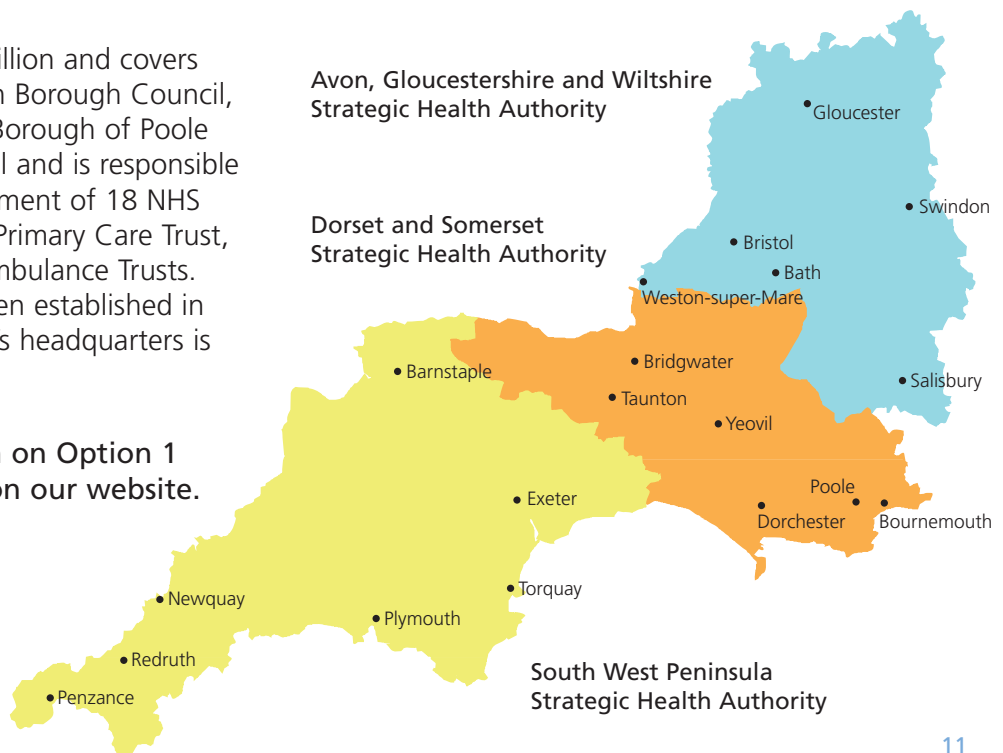 illion and covers
n Borough Council,
Borough of Poole
l and is responsible
ment of 18 NHS
Primary Care Trust,
mbulance Trusts.
en established in
s headquarters is
n on Option 1
on our website.
Avon, Gloucestershire and Wiltshire
Strategic Health Authority
Dorset and Somerset
Strategic Health Authority
Gloucester
Swindon
Bristol
Bath
Weston-super-Mare
Salisbury
Bridgwater
Taunton
Yeovil
Poole
Dorchester
Bournemouth
Barnstaple
Exeter
Torquay
Newquay
Plymouth
Redruth
Penzance
South West Peninsula
Strategic Health Authority
11